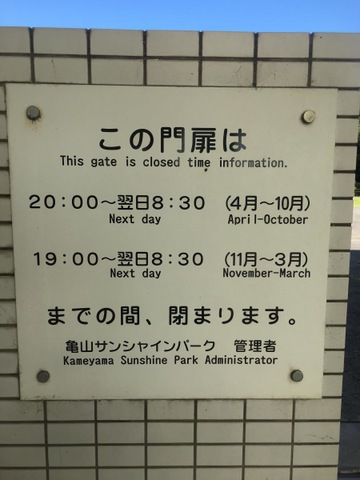 この門扉は
This gate is closed time information.
20：00～翌日8：30　（4月～10月）
Next day　April-October
19：00～翌日8：30　（11月～3月）
Next day　November-March
までの間、閉まります。
亀山サンシャインパーク　管理者
Kameyama Sunshine Park Administrator